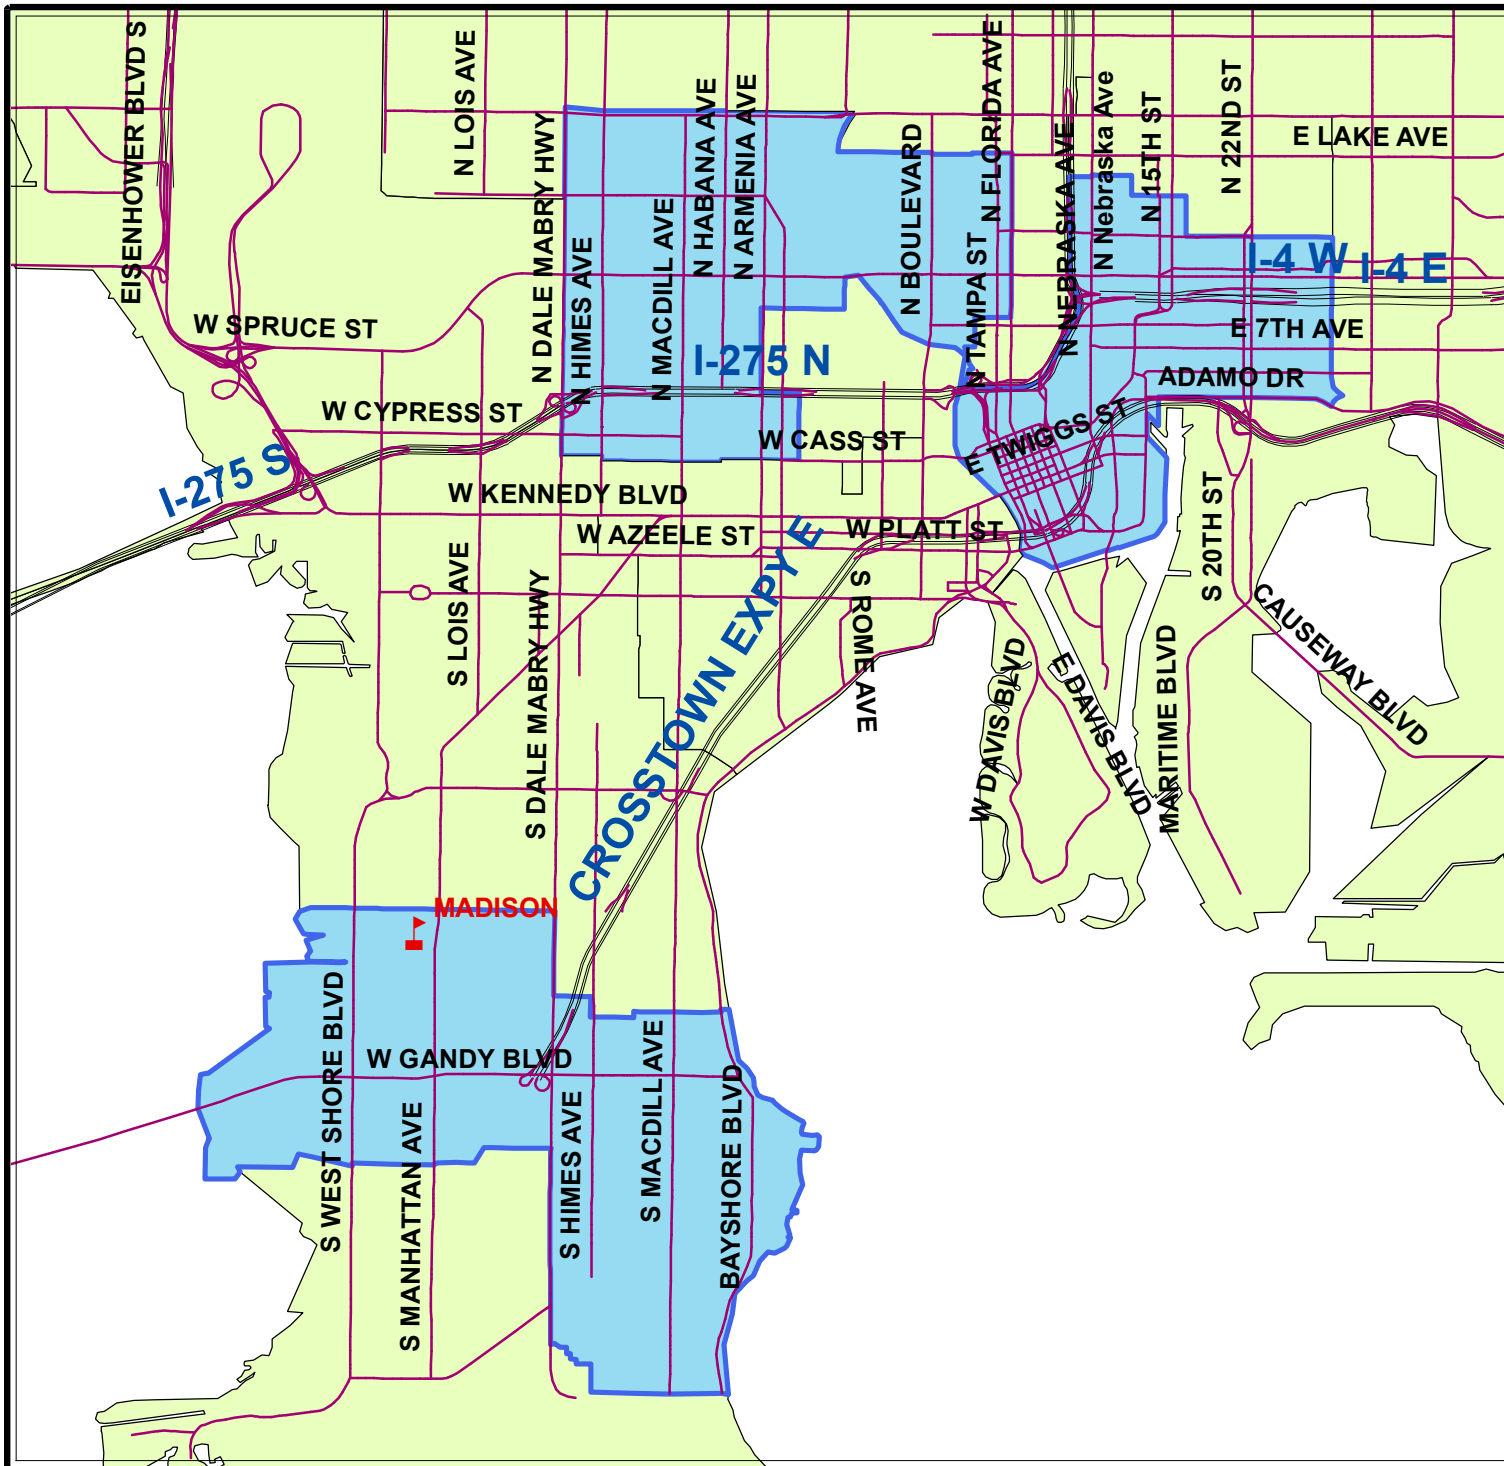 EISENHOWER BLVD S
N LOIS AVE
N DALE MABRY HWY
N HIMES AVE
N MACDILL AVE
N HABANA AVE
N ARMENIA AVE
N BOULEVARD
N FLORIDA AVE
N TAMPA ST
N NEBRASKA AVE
N Nebraska Ave
N 15TH ST
N 22ND ST
E LAKE AVE
I-4 W
I-4 E
W SPRUCE ST
E 7TH AVE
I-275 N
ADAMO DR
W CYPRESS ST
W CASS ST
E TWIGGS ST
I-275 S
W KENNEDY BLVD
W AZEELE ST
W PLATT ST
S LOIS AVE
S DALE MABRY HWY
CROSSTOWN EXPY E
S ROME AVE
W DAVIS BLVD
E DAVIS BLVD
MARITIME BLVD
S 20TH ST
CAUSEWAY BLVD
MADISON
S WEST SHORE BLVD
W GANDY BLVD
S MANHATTAN AVE
S HIMES AVE
S MACDILL AVE
BAYSHORE BLVD